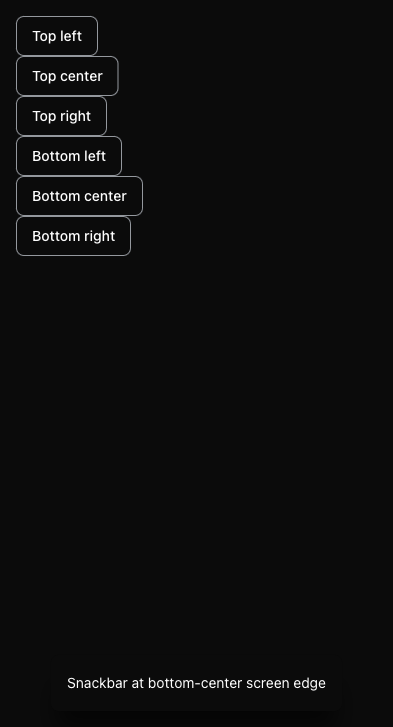 Top left
Top center
Top right
Bottom left
Bottom center
Bottom right
Snackbar at bottom-center screen edge